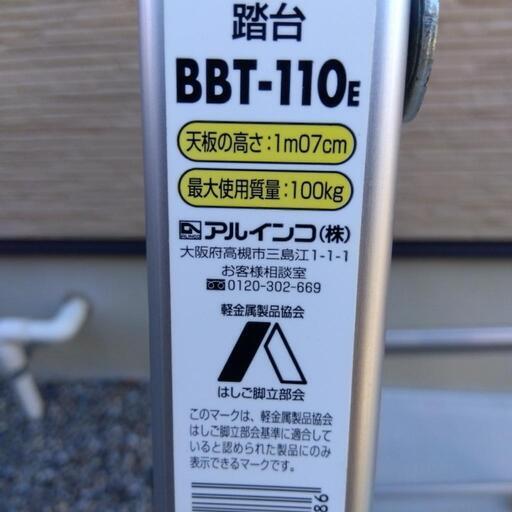 踏台
BBT-110E
天板の高さ:1m07cm
最大使用質量:100kg
アルインコ(株)
大阪府高槻市三島江1-1-1
お客様相談室
0120-302-669
軽金属製品協会
はしご脚立部会
このマークは、軽金属製品協会
はしご脚立部会基準に適合して
いると認められた製品にのみ
表示できるマークです。